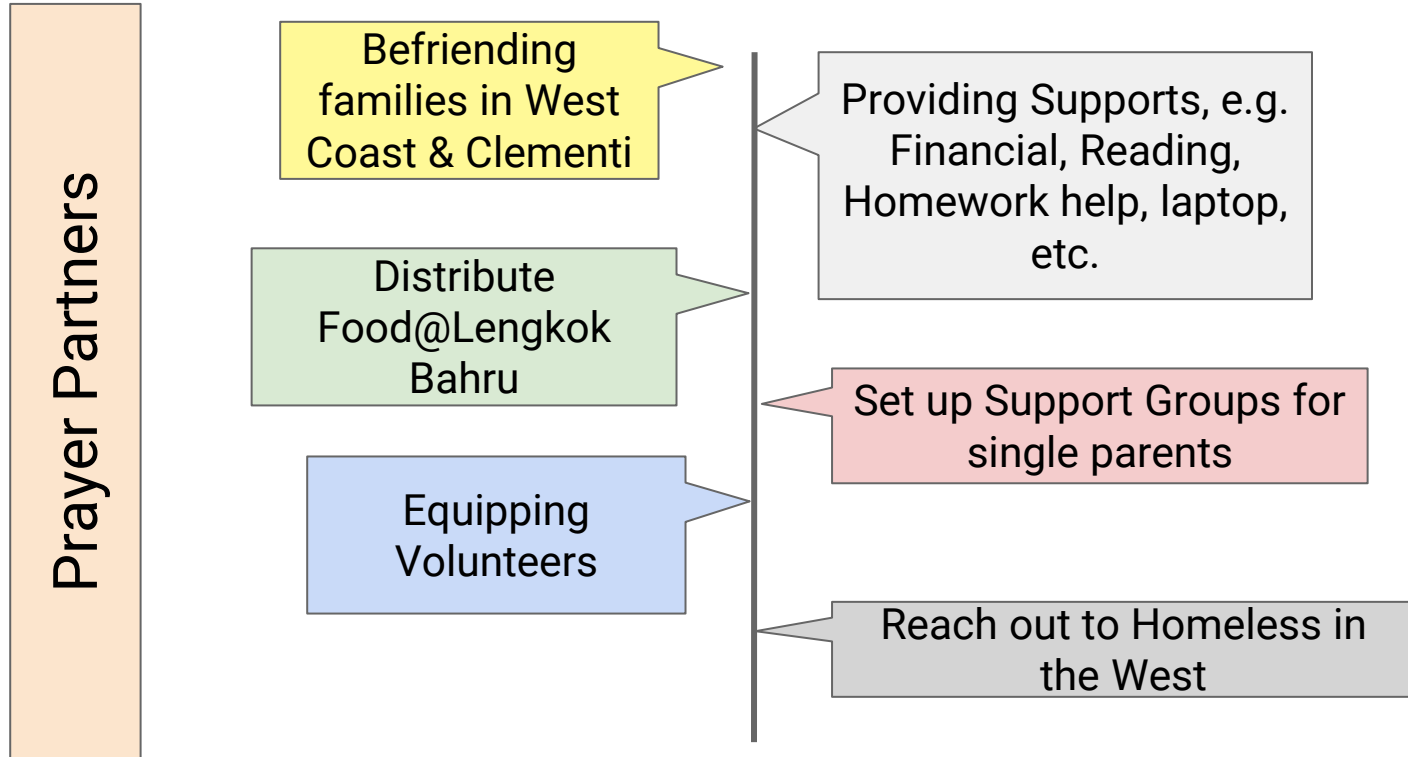 Prayer Partners
Befriending
families in West
Coast & Clementi
Providing Supports, e.g.
Financial, Reading,
Homework help, laptop,
etc.
Distribute
Food@Lengkok
Bahru
Set up Support Groups for
single parents
Equipping
Volunteers
Reach out to Homeless in
the West